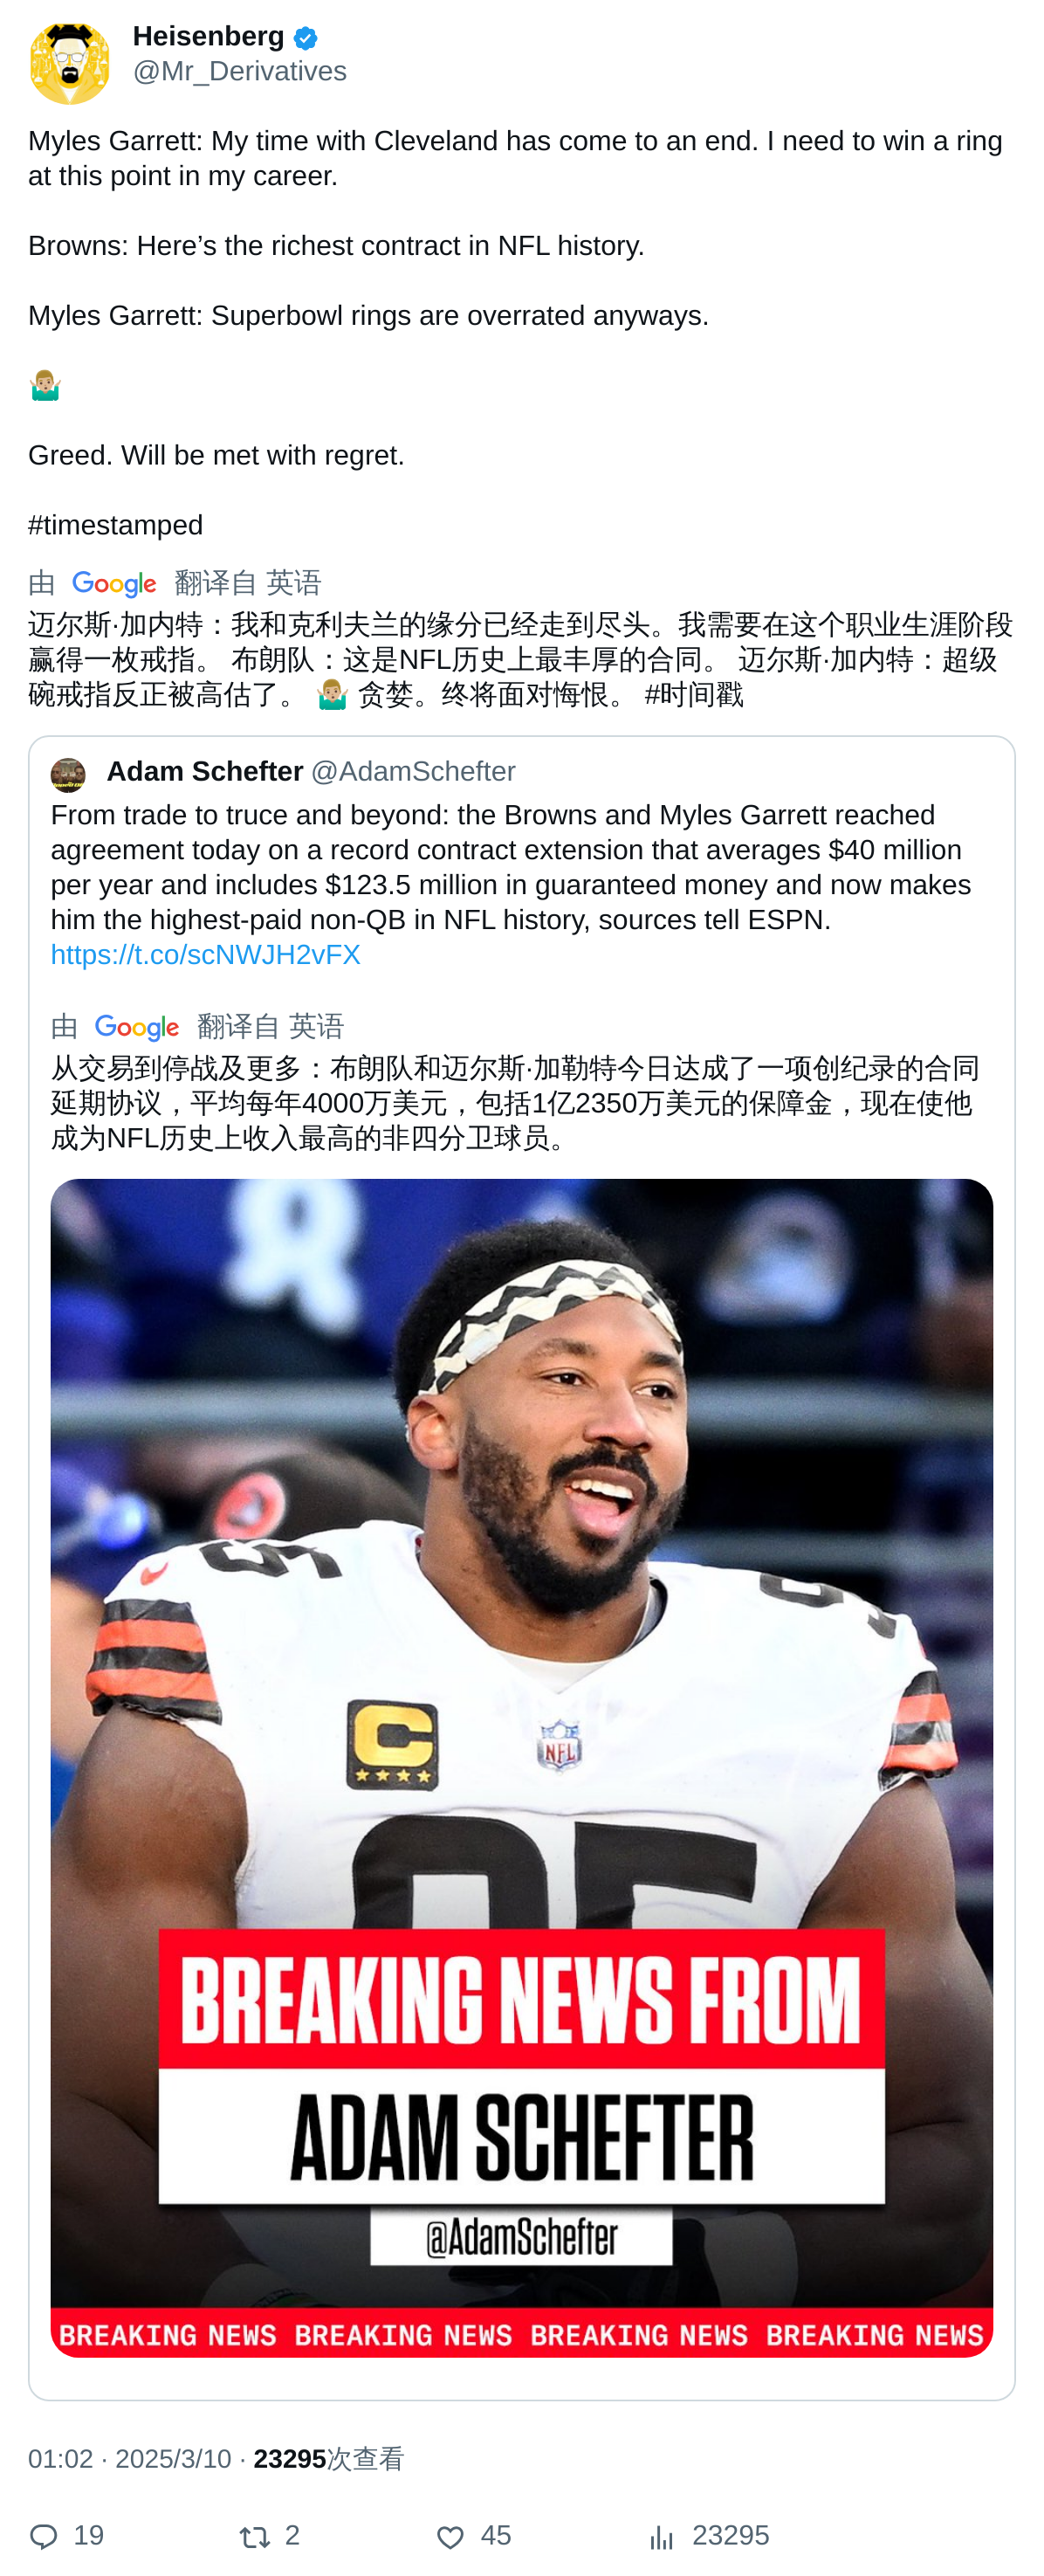 Heisenberg
@Mr_Derivatives
Myles Garrett: My time with Cleveland has come to an end. I need to win a ring
at this point in my career.
Browns: Here’s the richest contract in NFL history.
Myles Garrett: Superbowl rings are overrated anyways.
🤷🏼‍♂️
Greed. Will be met with regret.
#timestamped
由 Google 翻译自 英语
迈尔斯·加内特：我和克利夫兰的缘分已经走到尽头。我需要在这个职业生涯阶段
赢得一枚戒指。 布朗队：这是NFL历史上最丰厚的合同。 迈尔斯·加内特：超级
碗戒指反正被高估了。 🤷🏼‍♂️ 贪婪。终将面对悔恨。 #时间戳
Adam Schefter @AdamSchefter
From trade to truce and beyond: the Browns and Myles Garrett reached
agreement today on a record contract extension that averages $40 million
per year and includes $123.5 million in guaranteed money and now makes
him the highest-paid non-QB in NFL history, sources tell ESPN.
https://t.co/scNWJH2vFX
由 Google 翻译自 英语
从交易到停战及更多：布朗队和迈尔斯·加勒特今日达成了一项创纪录的合同
延期协议，平均每年4000万美元，包括1亿2350万美元的保障金，现在使他
成为NFL历史上收入最高的非四分卫球员。
C
NFL
95
BREAKING NEWS FROM
ADAM SCHEFTER
@AdamSchefter
BREAKING NEWS BREAKING NEWS BREAKING NEWS BREAKING NEWS
01:02 · 2025/3/10 · 23295次查看
19 2 45 23295